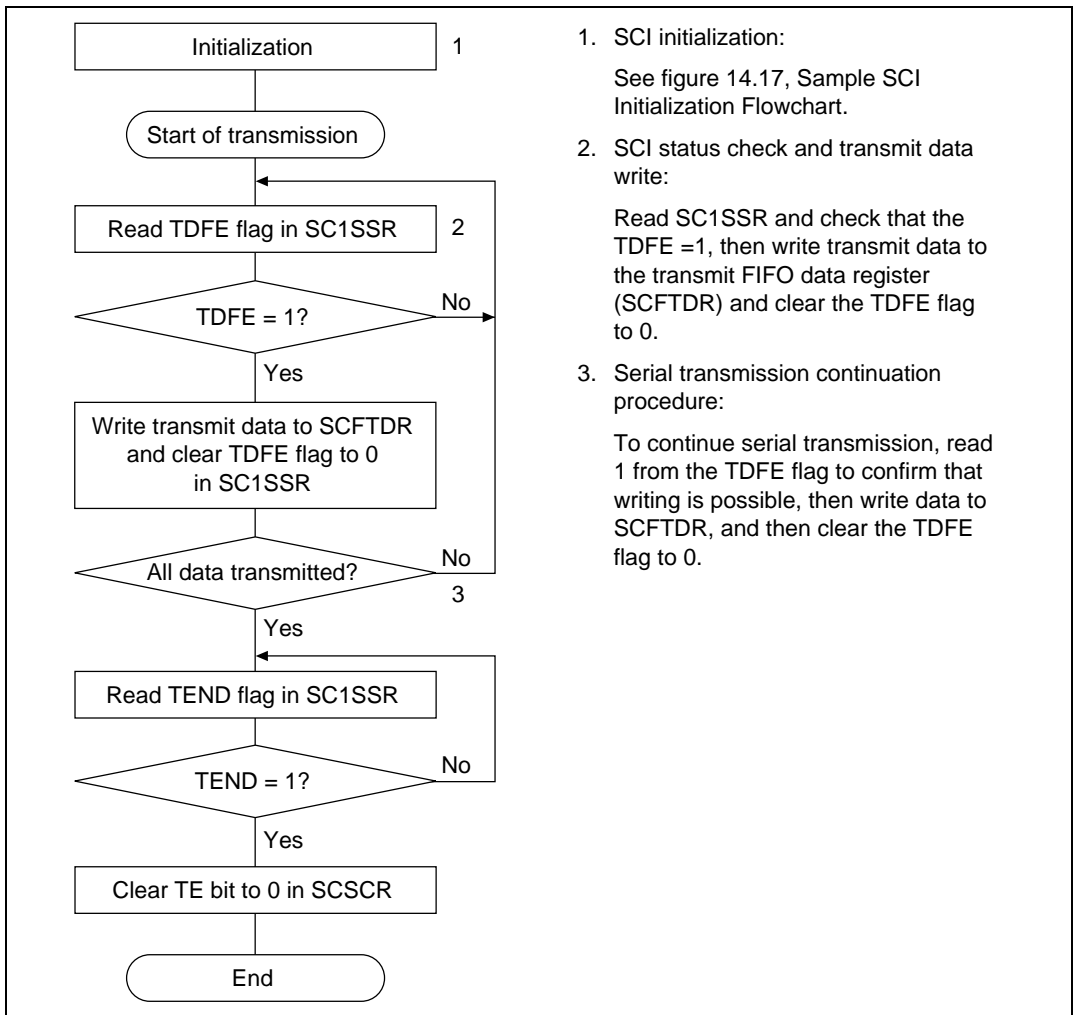 Initialization
1
Start of transmission
Read TDFE flag in SC1SSR
2
TDFE = 1?
No
Yes
Write transmit data to SCFTDR
and clear TDFE flag to 0
in SC1SSR
All data transmitted?
No
3
Yes
Read TEND flag in SC1SSR
TEND = 1?
No
Yes
Clear TE bit to 0 in SCSCR
End
1. SCI initialization:
See figure 14.17, Sample SCI
Initialization Flowchart.
2. SCI status check and transmit data
write:
Read SC1SSR and check that the
TDFE =1, then write transmit data to
the transmit FIFO data register
(SCFTDR) and clear the TDFE flag
to 0.
3. Serial transmission continuation
procedure:
To continue serial transmission, read
1 from the TDFE flag to confirm that
writing is possible, then write data to
SCFTDR, and then clear the TDFE
flag to 0.